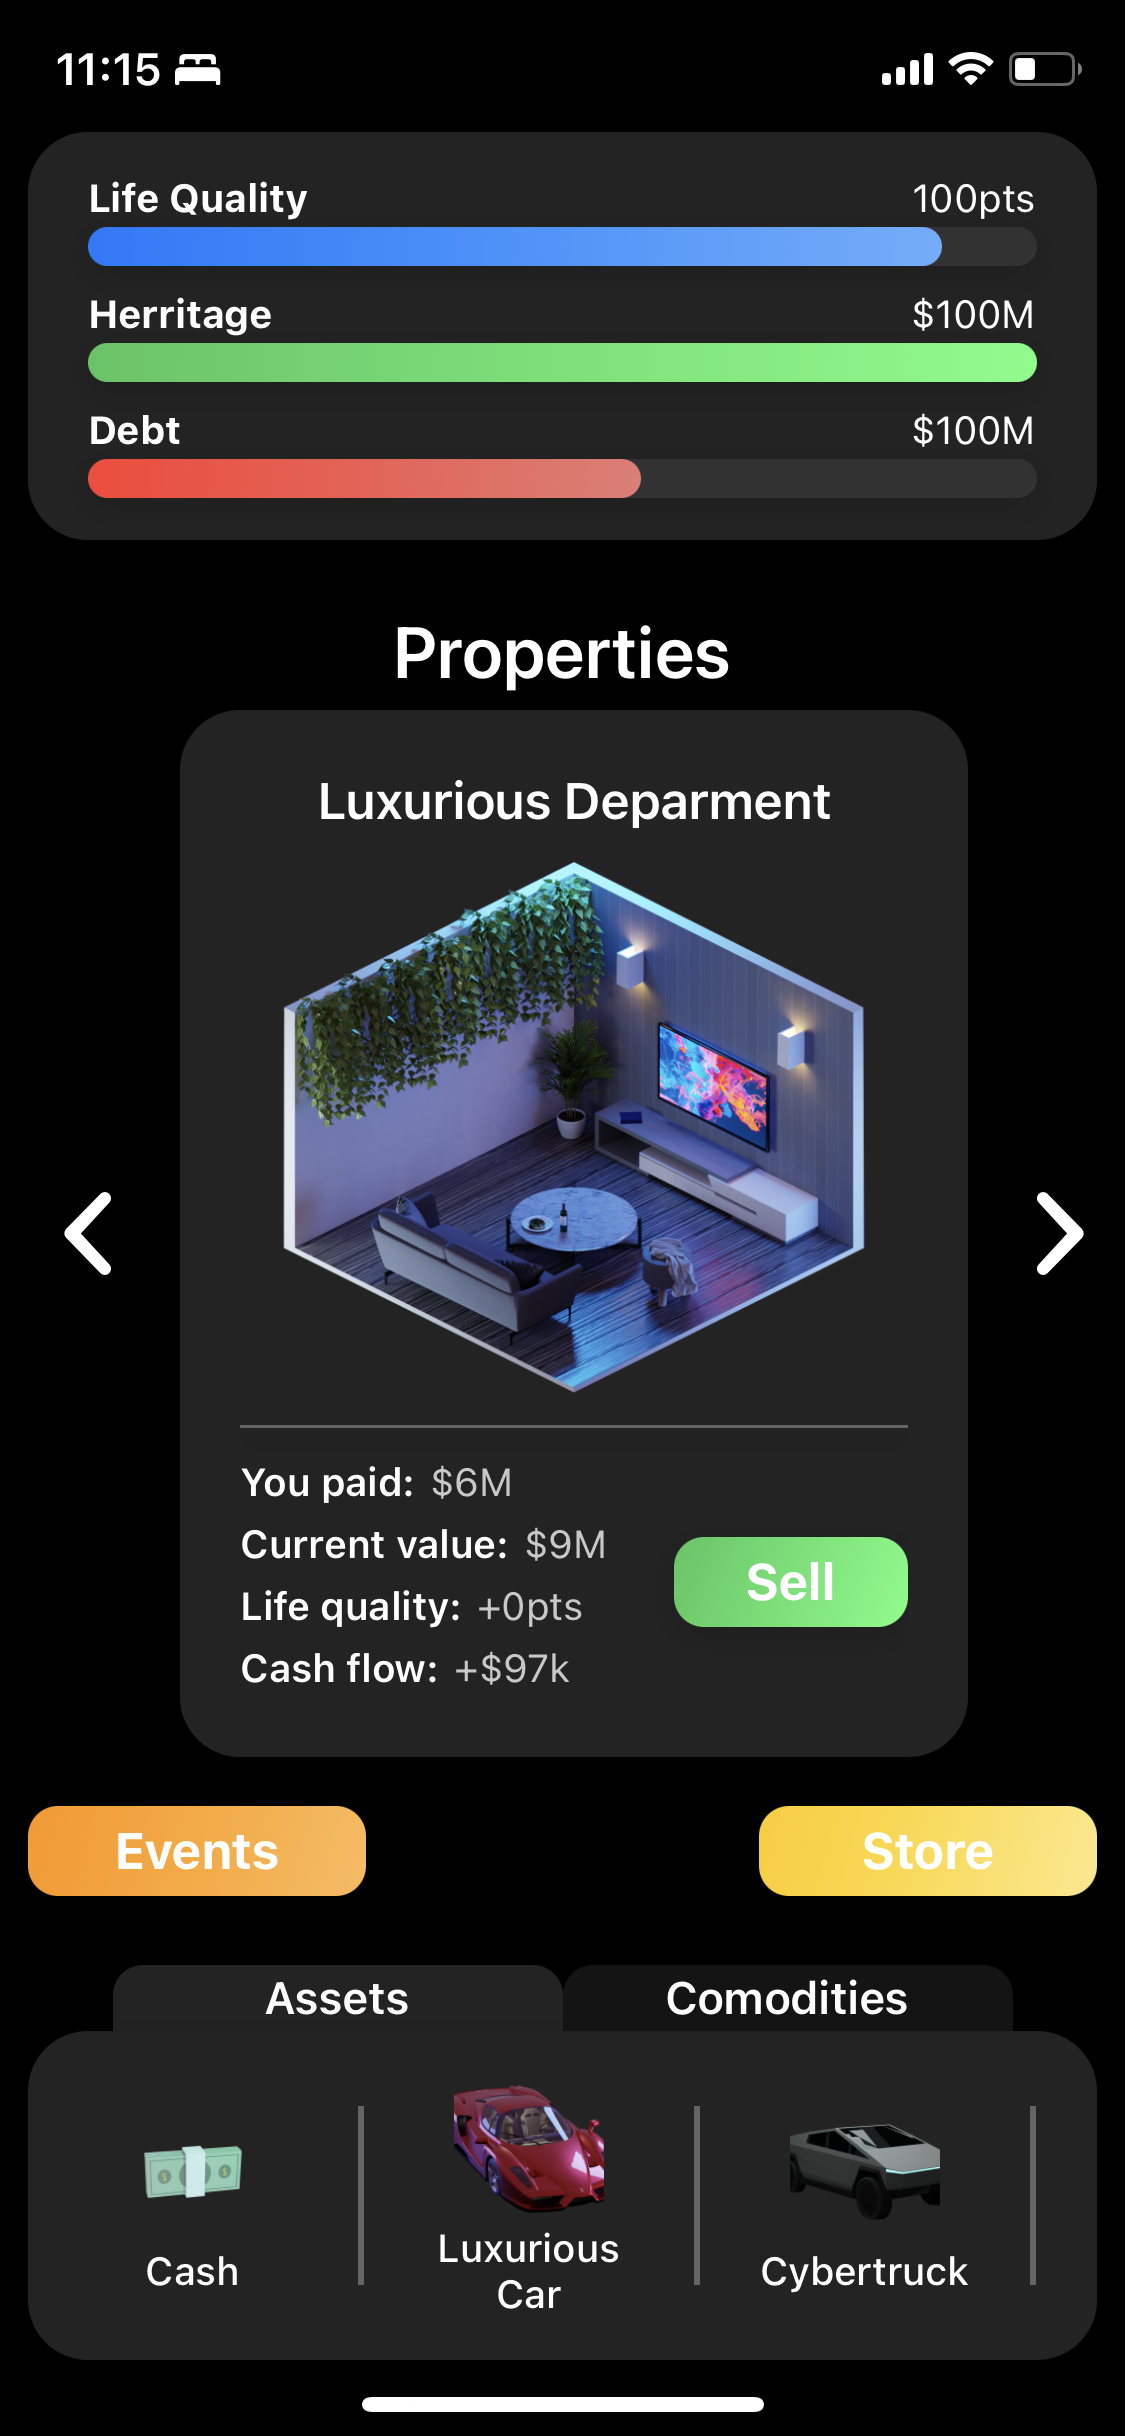 11:15
Life Quality 100pts
Herritage $100M
Debt $100M
Properties
Luxurious Deparment
You paid: $6M
Current value: $9M
Life quality: +0pts
Cash flow: +$97k
Sell
Events Store
Assets Comodities
Cash
Luxurious
Car
Cybertruck